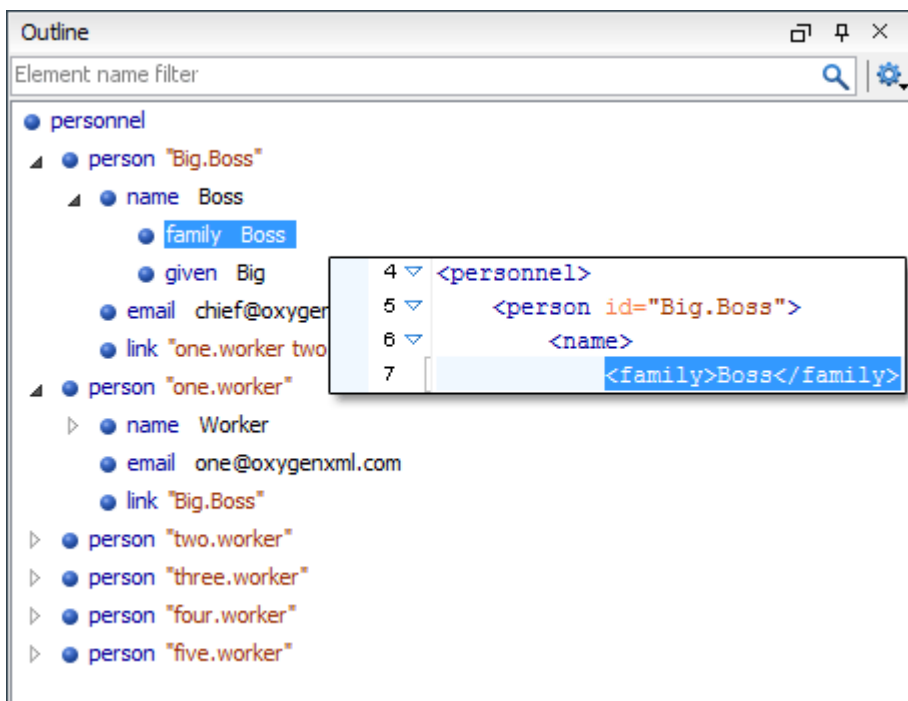 Outline
Element name filter
personnel
person "Big.Boss"
name Boss
family Boss
given Big
email chief@oxygen
link "one.worker two
person "one.worker"
name Worker
email one@oxygenxml.com
link "Big.Boss"
person "two.worker"
person "three.worker"
person "four.worker"
person "five.worker"
4 <personnel>
5 <person id="Big.Boss">
6 <name>
7 <family>Boss</family>